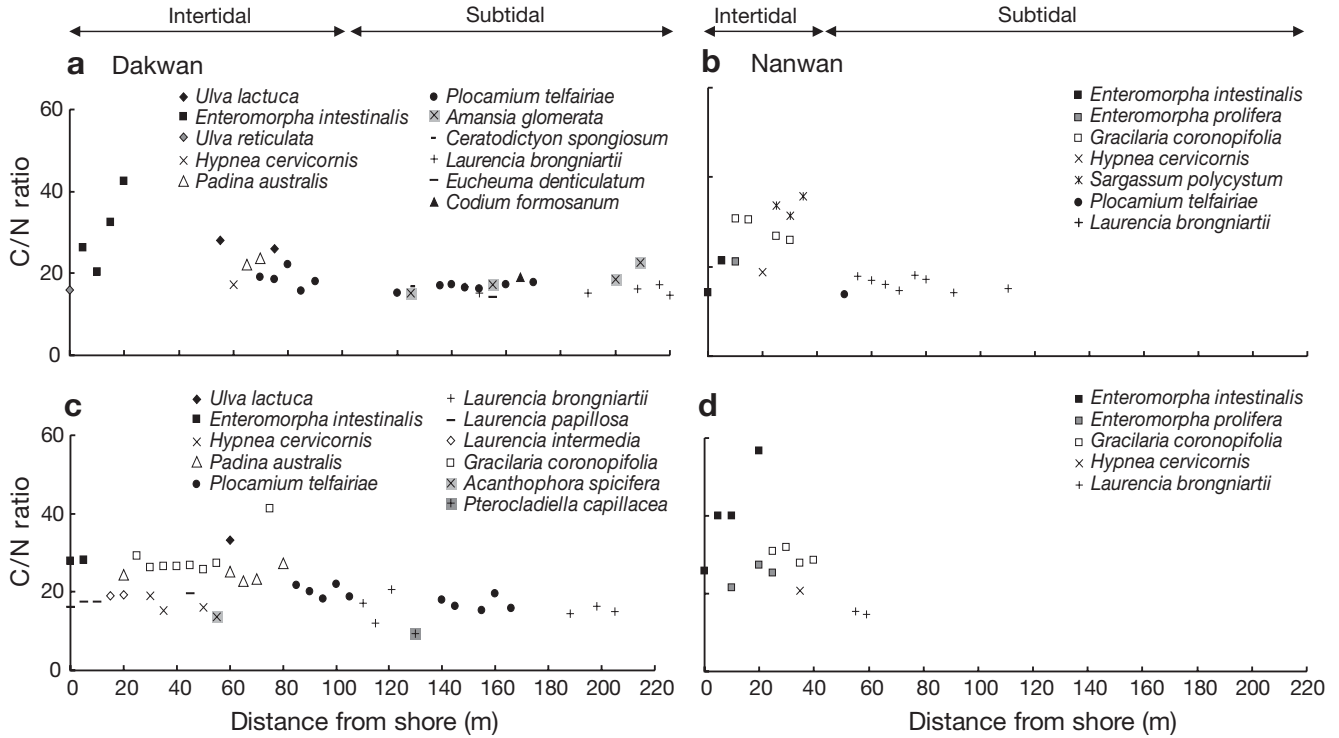 Intertidal
Subtidal
Intertidal
Subtidal
a Dakwan
Ulva lactuca
Enteromorpha intestinalis
Ulva reticulata
Hypnea cervicornis
Padina australis
Plocamium telfairiae
Amansia glomerata
Ceratodictyon spongiosum
Laurencia brongniartii
Eucheuma denticulatum
Codium formosanum
C/N ratio
60
40
20
0
b Nanwan
Enteromorpha intestinalis
Enteromorpha prolifera
Gracilaria coronopifolia
Hypnea cervicornis
Sargassum polycystum
Plocamium telfairiae
Laurencia brongniartii
c
Ulva lactuca
Enteromorpha intestinalis
Hypnea cervicornis
Padina australis
Plocamium telfairiae
Laurencia brongniartii
Laurencia papillosa
Laurencia intermedia
Gracilaria coronopifolia
Acanthophora spicifera
Pterocladiella capillacea
C/N ratio
60
40
20
0
0 20 40 60 80 100 120 140 160 180 200 220
Distance from shore (m)
d
Enteromorpha intestinalis
Enteromorpha prolifera
Gracilaria coronopifolia
Hypnea cervicornis
Laurencia brongniartii
0 20 40 60 80 100 120 140 160 180 200 220
Distance from shore (m)